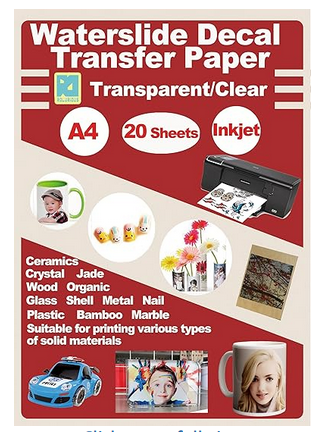 Waterslide Decal
Transfer Paper
Transparent/Clear
A4
20 Sheets
Inkjet
Ceramics
Crystal Jade
Wood Organic
Glass Shell Metal Nail
Plastic Bamboo Marble
Suitable for printing various types
of solid materials